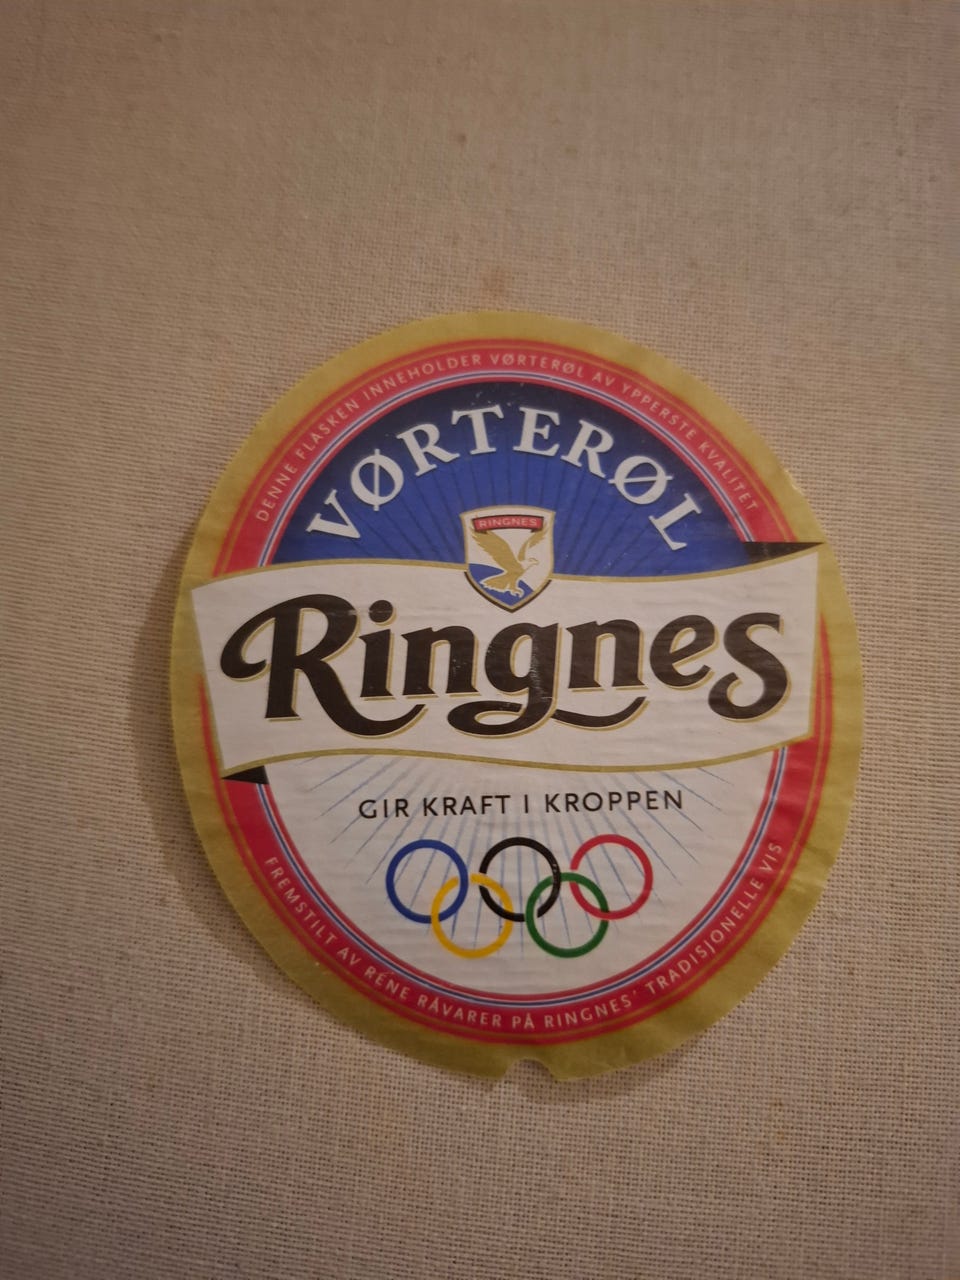 DENNE FLASKEN INNEHOLDER VØRTERØL AV YPPERSTE KVALITET
VØRTERØL
RINGNES
Ringnes
GIR KRAFT I KROPPEN
FREMSTILT AV RENE RÅVARER PÅ RINGNES' TRADISJONELLE VIS